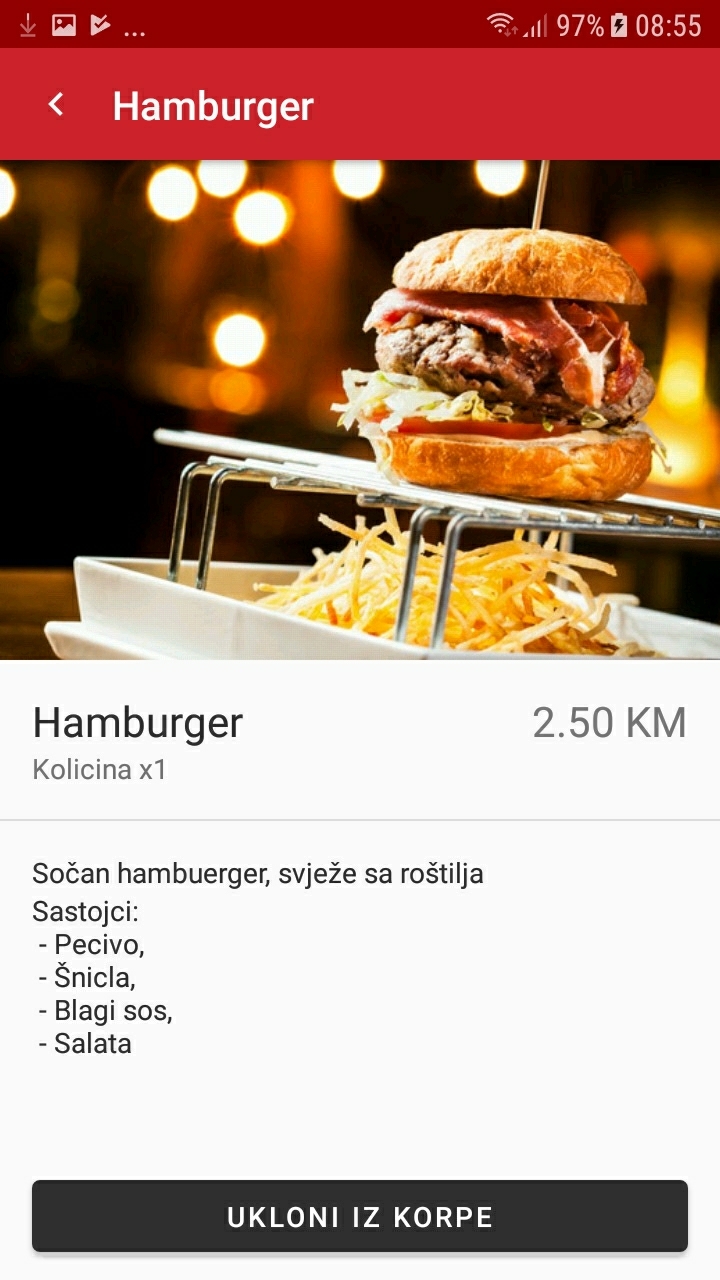 ... 97% 08:55
Hamburger
Hamburger 2.50 KM
Kolicina x1
Sočan hambuerger, svježe sa roštilja
Sastojci:
- Pecivo,
- Šnicla,
- Blagi sos,
- Salata
UKLONI IZ KORPE